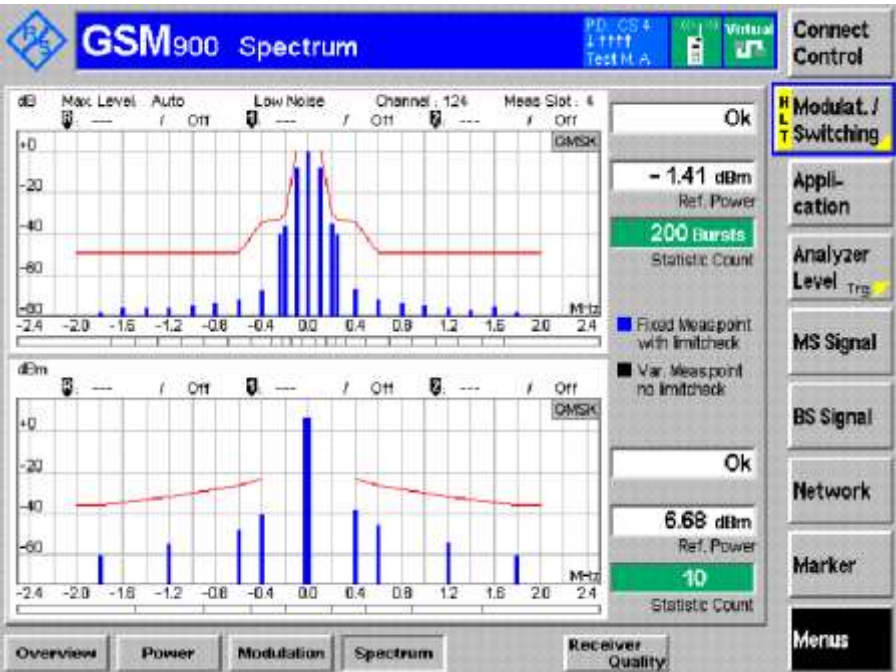 R&S
GSM900 Spectrum
P.D. CS 4
Test M. A.
Virtual
Connect Control
dB Max. Level: Auto Low Noise Channel: 124 Meas Slot: 4
--- / Off --- / Off --- / Off
GMSK
+0
-20
-40
-60
-80
MHz
-2.4 -2.0 -1.6 -1.2 -0.8 -0.4 0.0 0.4 0.8 1.2 1.6 2.0 2.4
Ok
- 1.41 dBm
Ref. Power
200 Bursts
Statistic Count
Fixed Meas.point
with limitcheck
Var. Meas.point
no limitcheck
dBm
--- / Off --- / Off --- / Off
GMSK
+0
-20
-40
-60
MHz
-2.4 -2.0 -1.6 -1.2 -0.8 -0.4 0.0 0.4 0.8 1.2 1.6 2.0 2.4
Ok
6.68 dBm
Ref. Power
10
Statistic Count
HLT
Modulat. /
Switching
Appli-
cation
Analyzer
Level Trg
MS Signal
BS Signal
Network
Marker
Menus
Overview
Power
Modulation
Spectrum
Receiver
Quality